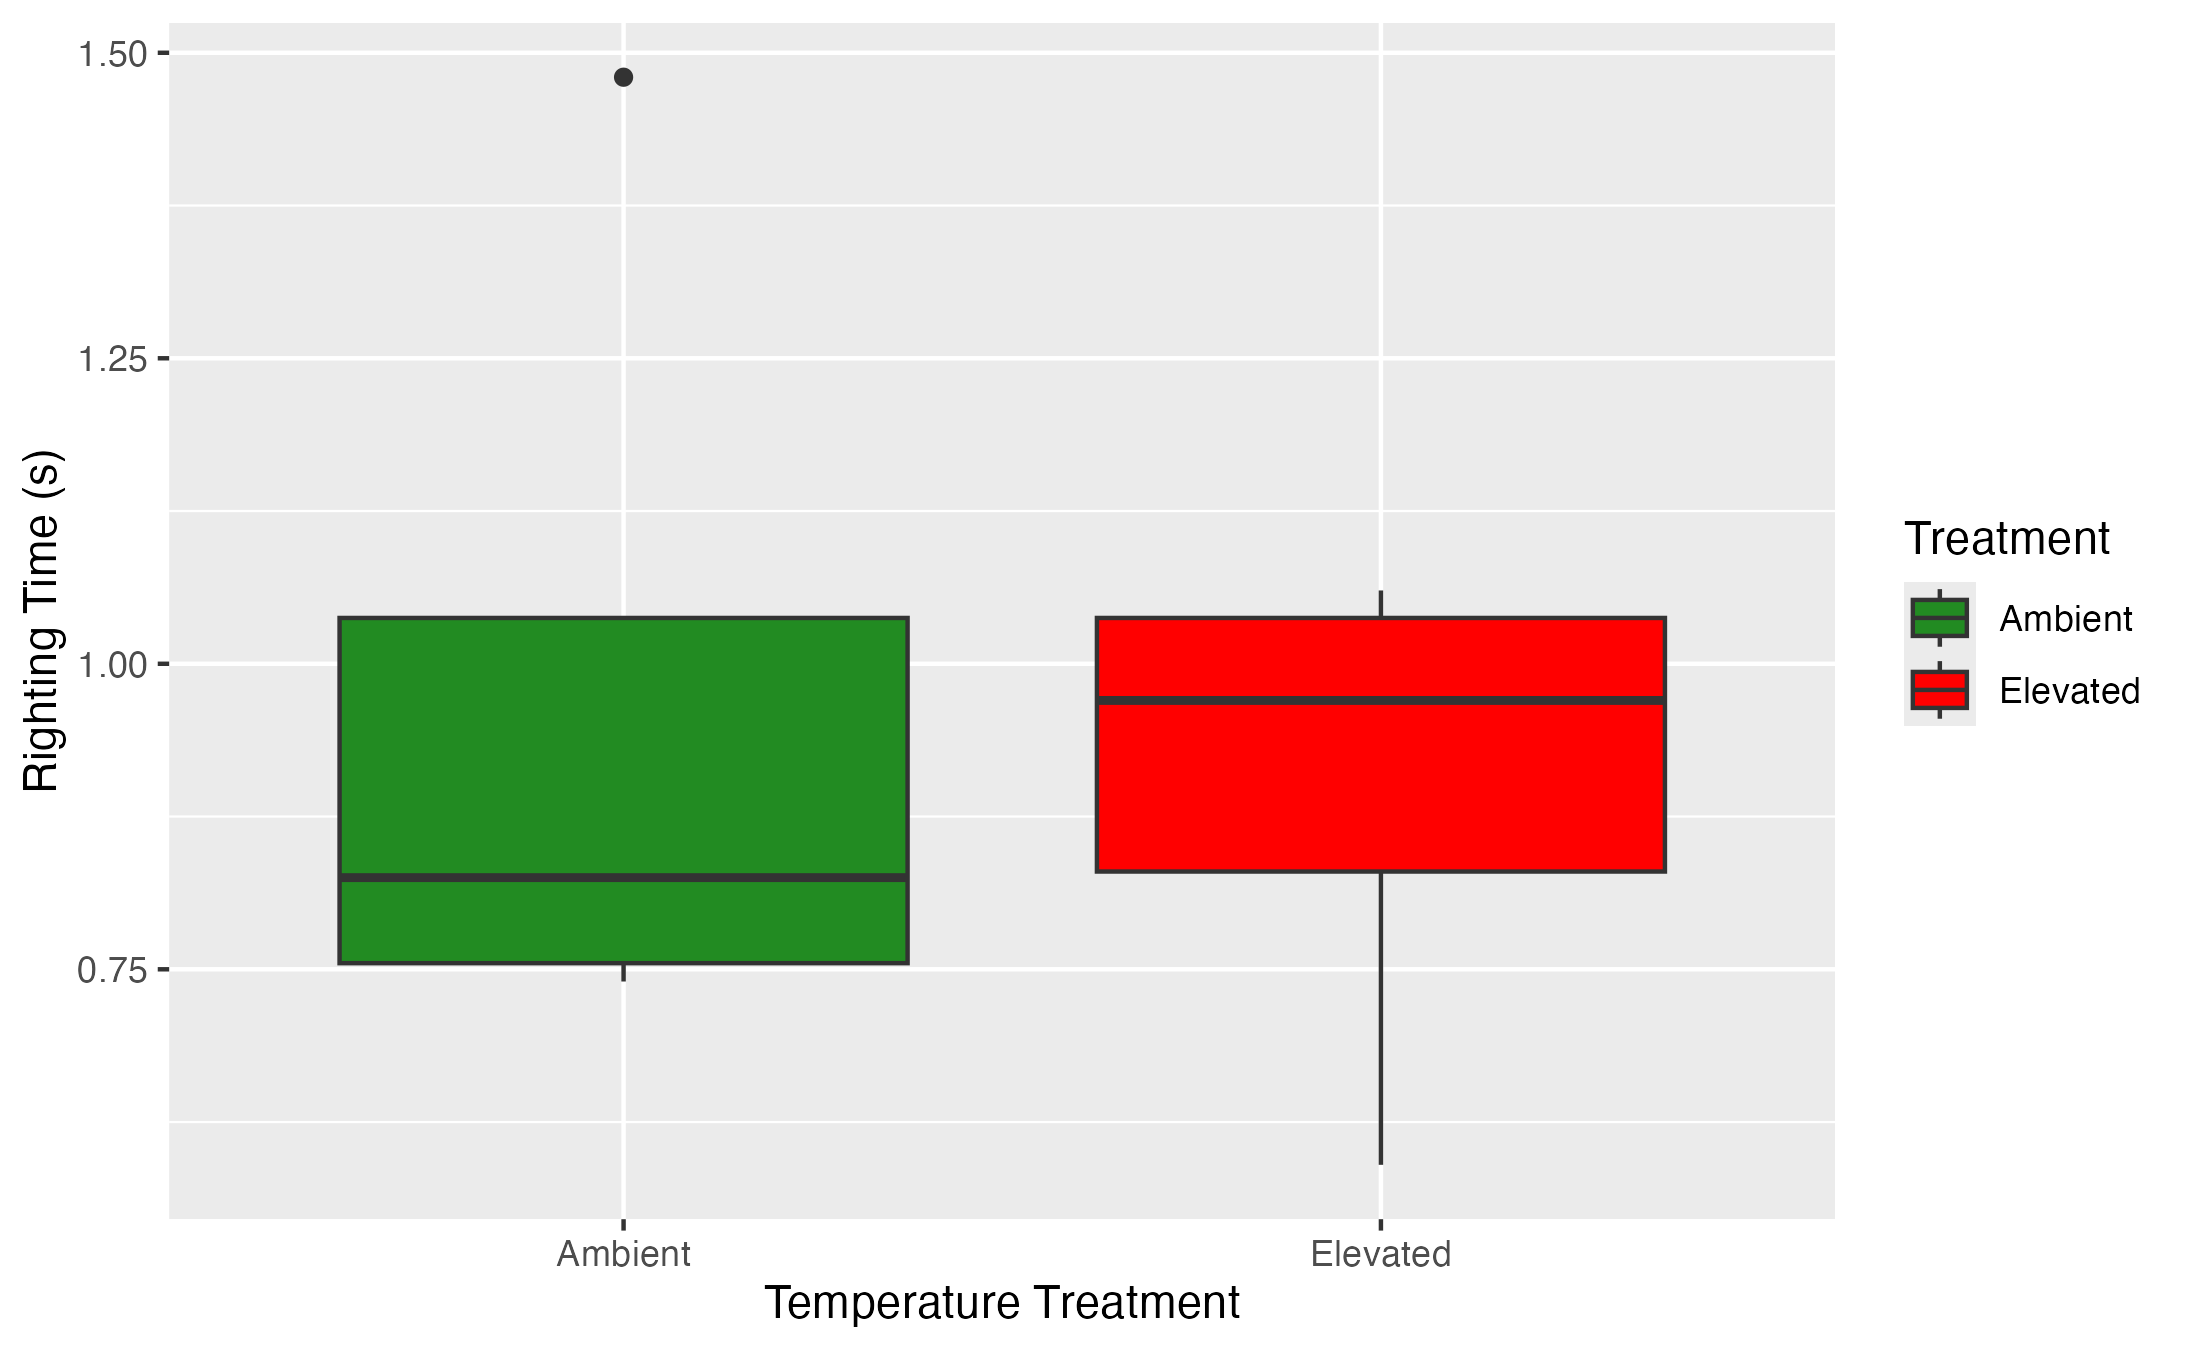 1.50
1.25
1.00
0.75
Righting Time (s)
Ambient
Elevated
Temperature Treatment
Treatment
Ambient
Elevated